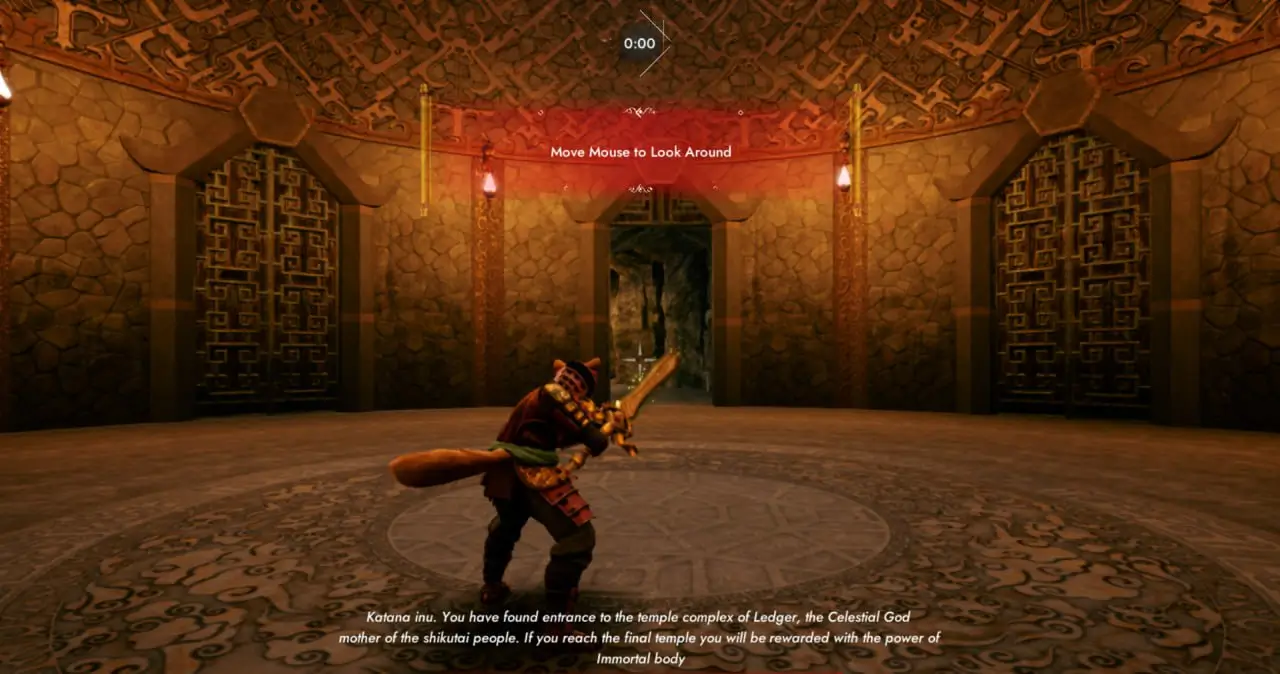 0:00
Move Mouse to Look Around
Katana inu. You have found entrance to the temple complex of Ledger, the Celestial God
mother of the shikutai people. If you reach the final temple you will be rewarded with the power of
Immortal body